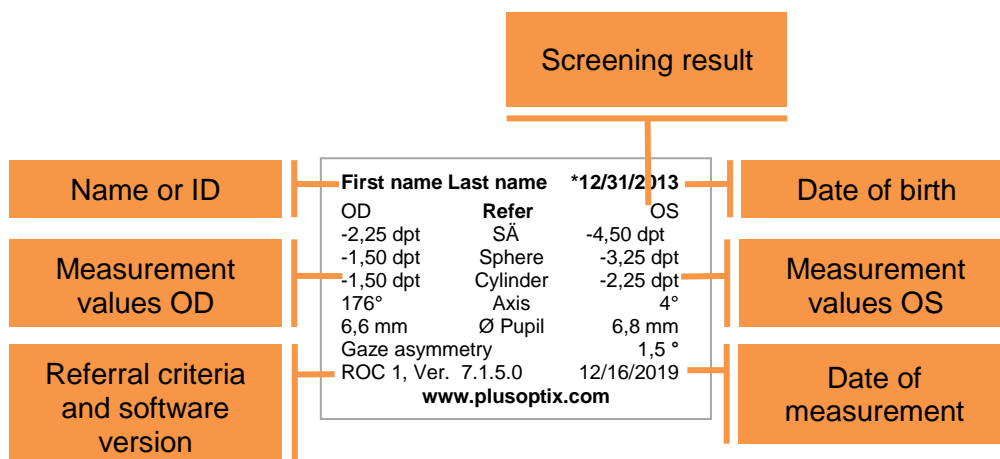 Screening result
Name or ID
First name Last name *12/31/2013
Date of birth
OD Refer OS
-2,25 dpt SÄ -4,50 dpt
-1,50 dpt Sphere -3,25 dpt
-1,50 dpt Cylinder -2,25 dpt
176° Axis 4°
6,6 mm Ø Pupil 6,8 mm
Gaze asymmetry 1,5 °
ROC 1, Ver. 7.1.5.0 12/16/2019
www.plusoptix.com
Measurement
values OD
Measurement
values OS
Referral criteria
and software
version
Date of
measurement